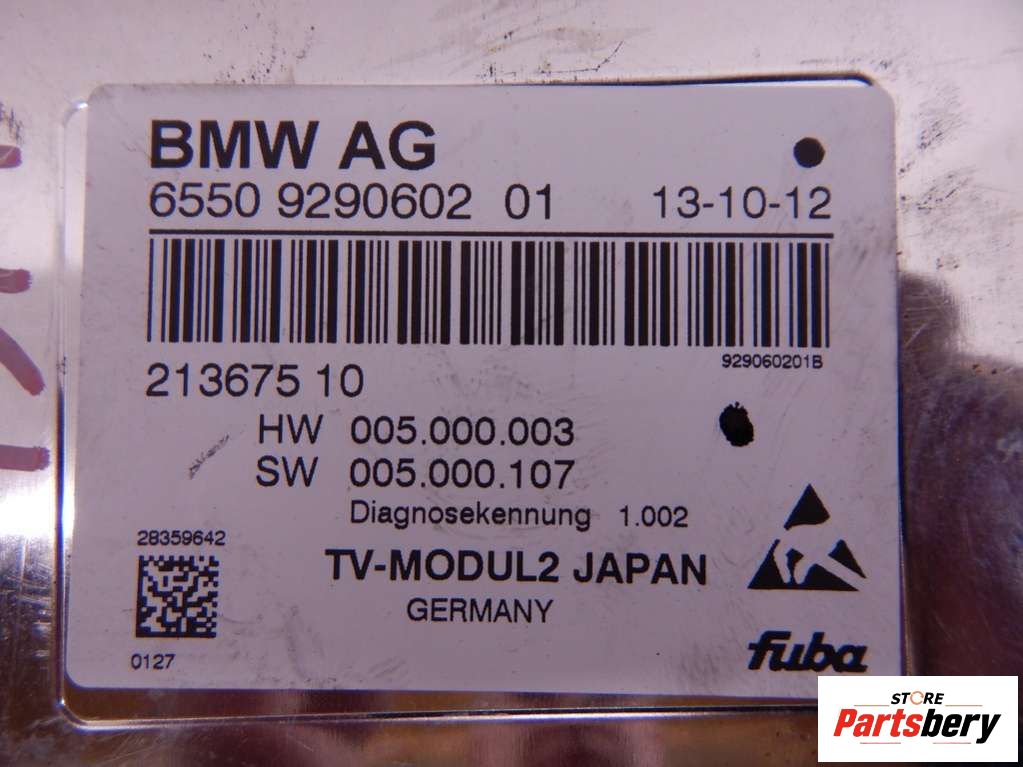 BMW AG
6550 9290602 01 13-10-12
929060201B
213675 10
HW 005.000.003
SW 005.000.107
Diagnosekennung 1.002
28359642
TV-MODUL2 JAPAN
GERMANY
0127
fuba
STORE
Partsbery